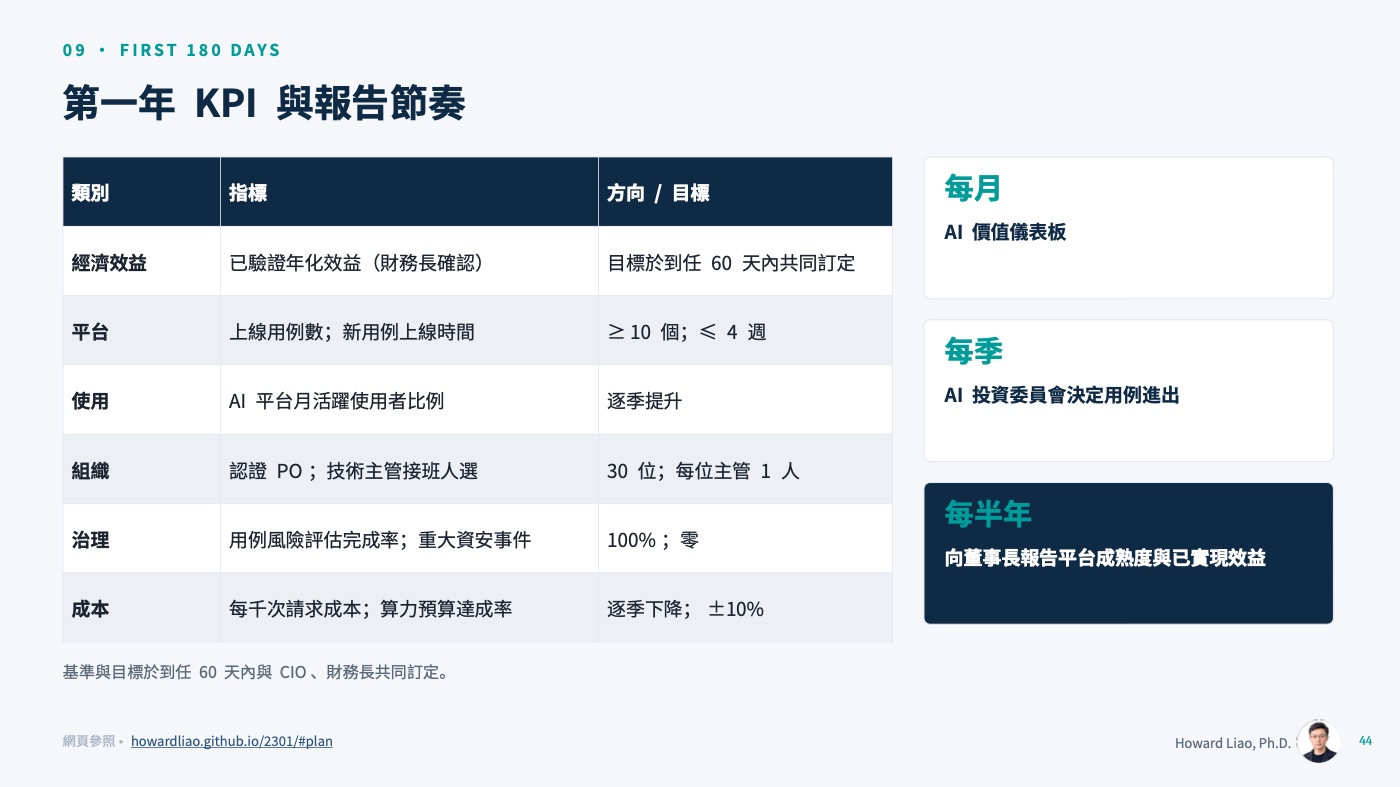 09 • FIRST 180 DAYS
第一年 KPI 與報告節奏
類別 指標 方向 / 目標
經濟效益 已驗證年化效益（財務長確認） 目標於到任 60 天內共同訂定
平台 上線用例數；新用例上線時間 ≥ 10 個；≤ 4 週
使用 AI 平台月活躍使用者比例 逐季提升
組織 認證 PO；技術主管接班人選 30 位；每位主管 1 人
治理 用例風險評估完成率；重大資安事件 100%；零
成本 每千次請求成本；算力預算達成率 逐季下降； ±10%
基準與目標於到任 60 天內與 CIO、財務長共同訂定。
每月
AI 價值儀表板
每季
AI 投資委員會決定用例進出
每半年
向董事長報告平台成熟度與已實現效益
網頁參照 ▸ howardliao.github.io/2301/#plan
Howard Liao, Ph.D.
44